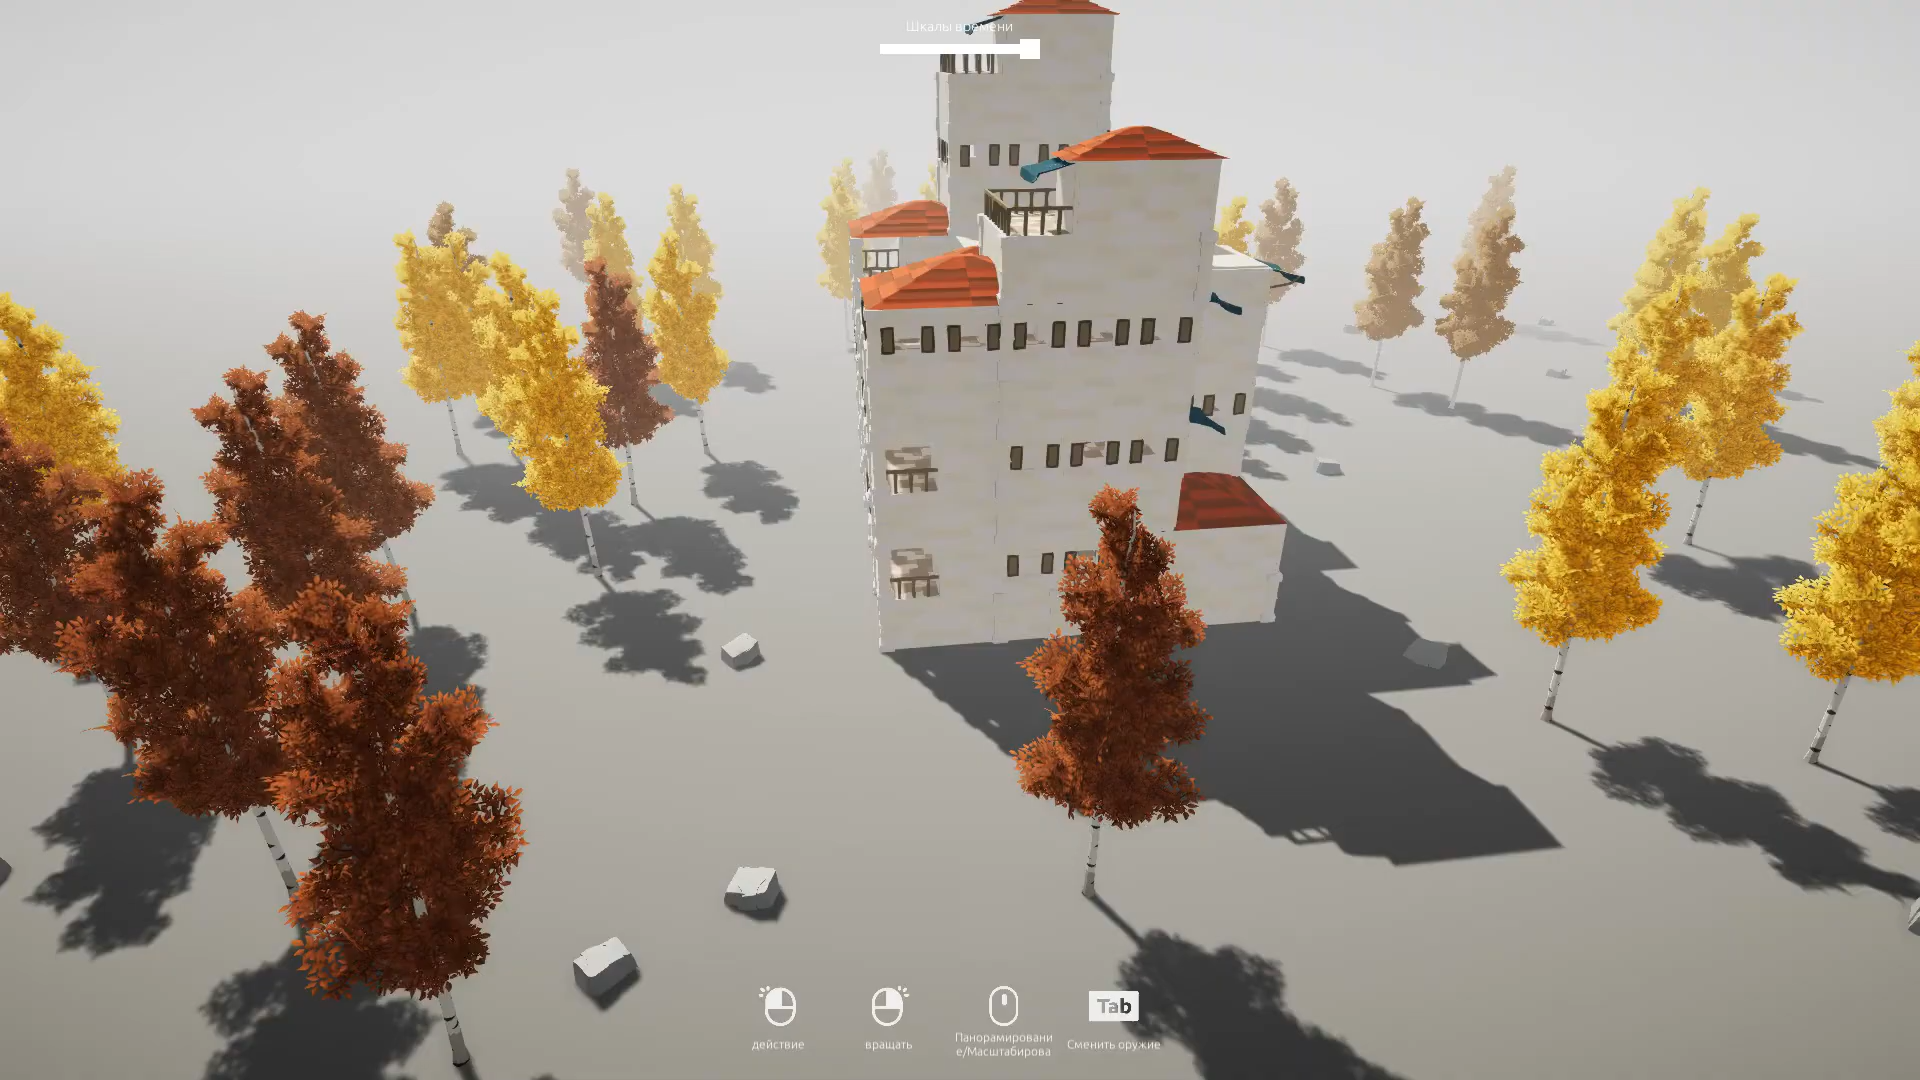 Шкалы времени
действие
вращать
Панорамировани
е/Масштабирова
Tab
Сменить оружие